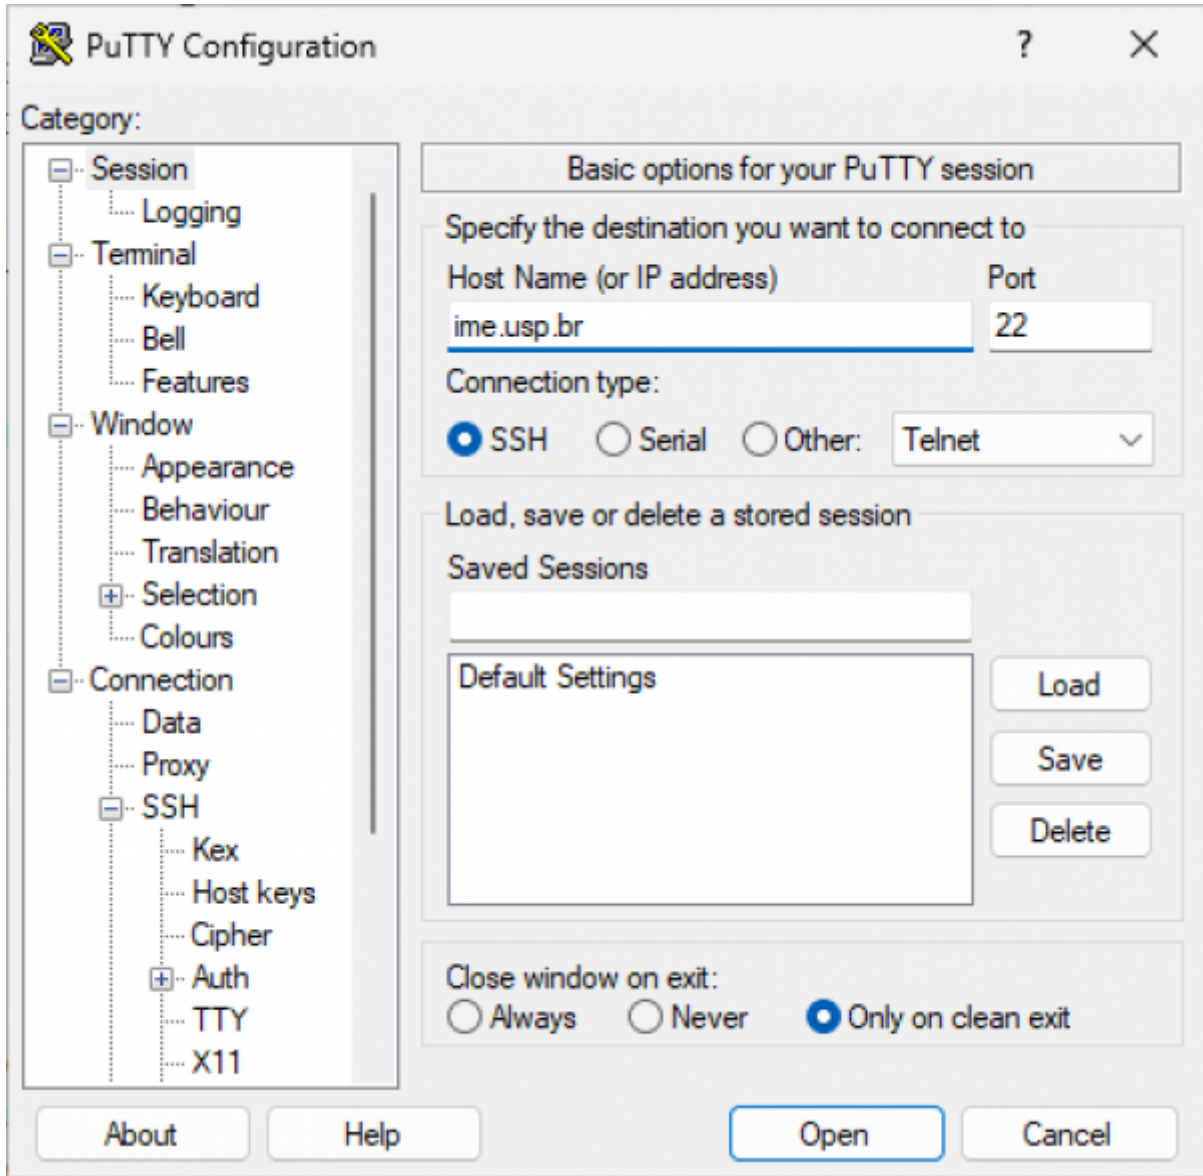 PuTTY Configuration
?
Category:
Session
Logging
Terminal
Keyboard
Bell
Features
Window
Appearance
Behaviour
Translation
Selection
Colours
Connection
Data
Proxy
SSH
Kex
Host keys
Cipher
Auth
TTY
X11
Basic options for your PuTTY session
Specify the destination you want to connect to
Host Name (or IP address) Port
ime.usp.br 22
Connection type:
SSH Serial Other: Telnet
Load, save or delete a stored session
Saved Sessions
Default Settings
Load
Save
Delete
Close window on exit:
Always Never Only on clean exit
About Help Open Cancel